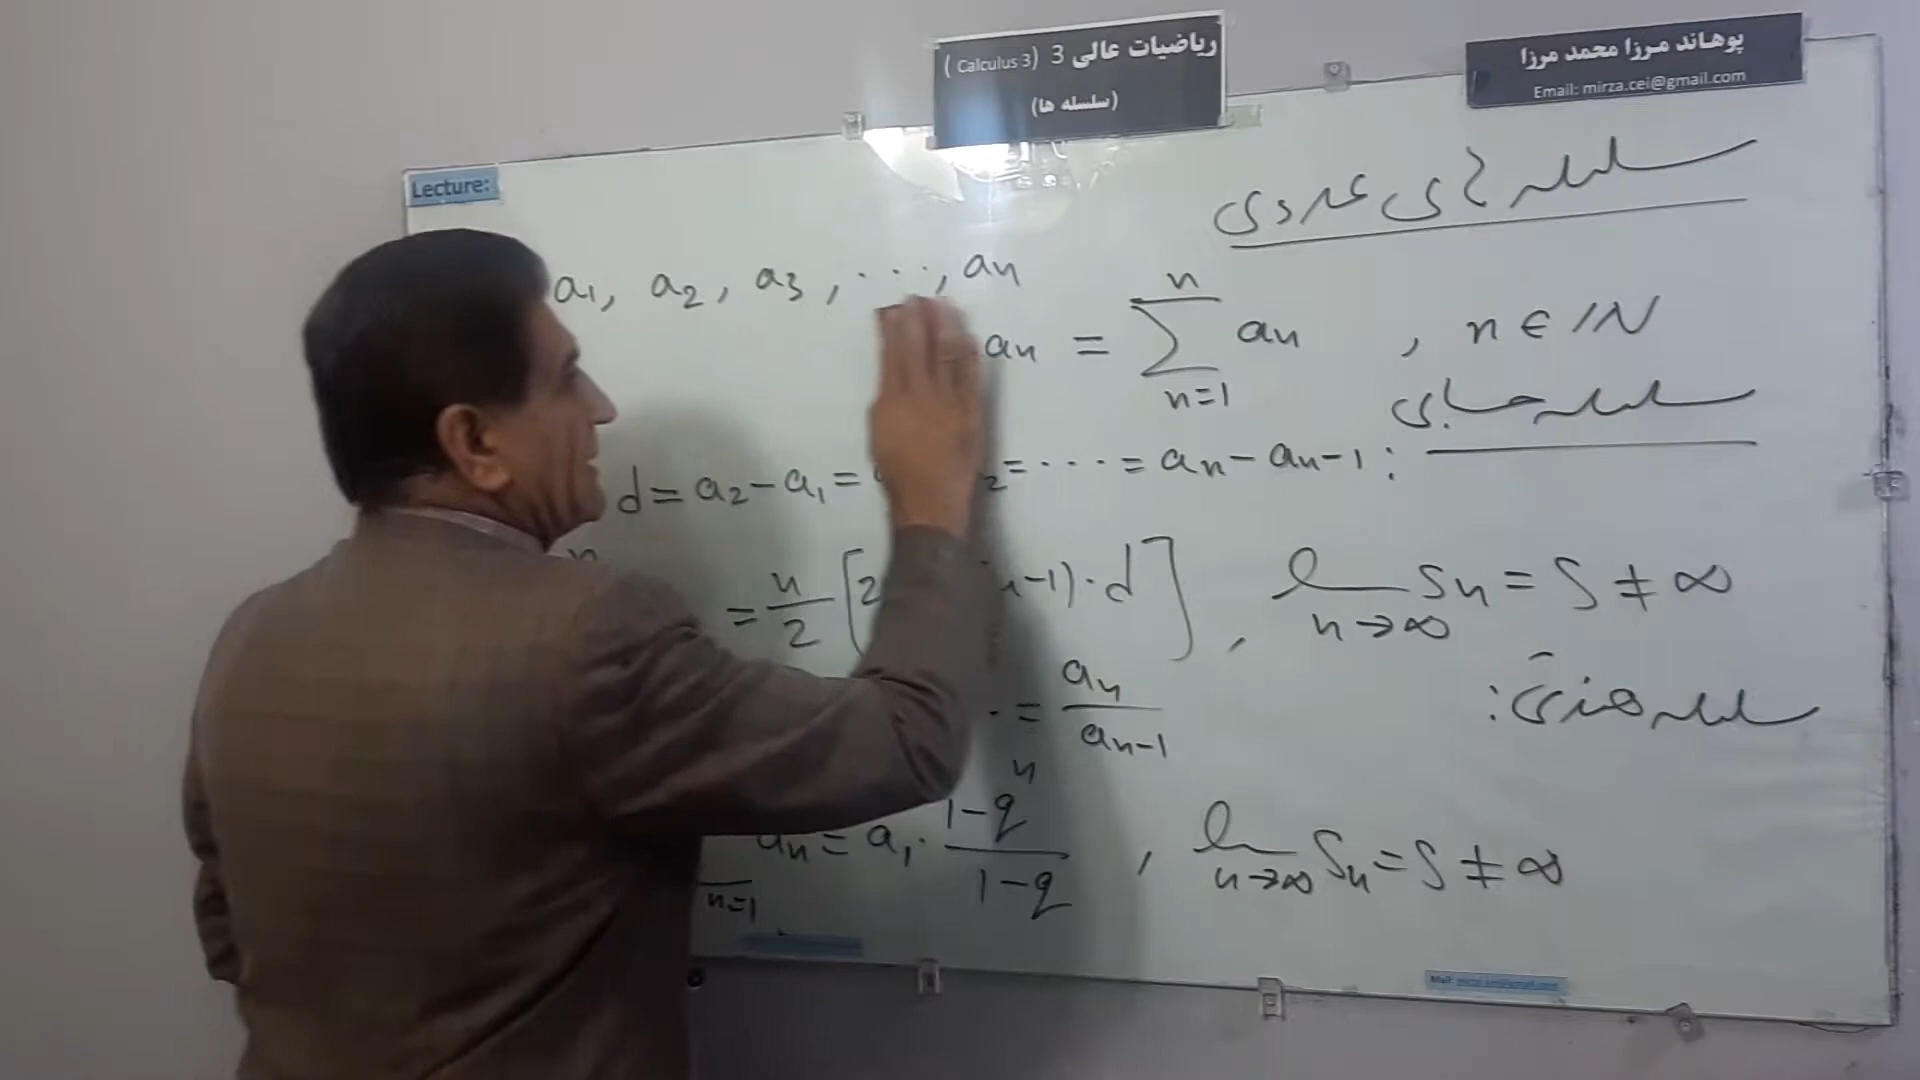 ریاضیات عالی 3 (Calculus 3)
(سلسله ها)
پوهاند مرزا محمد مرزا
Email: mirza.cei@gmail.com
Lecture:
سلسله های عددی
a₁, a₂, a₃, ..., aₙ
aₙ = ∑ₙ₌₁ⁿ aₙ , n ∈ IN
سلسله حسابی
d = a₂ - a₁ = ₂ = ... = aₙ - aₙ₋₁ :
= n/2 [2 -1)·d] , lim n→∞ Sₙ = S ≠ ∞
سلسله هندسی:
· = aₙ/aₙ₋₁
n=1 aₙ = a₁ · (1-qⁿ)/(1-q) , lim n→∞ Sₙ = S ≠ ∞